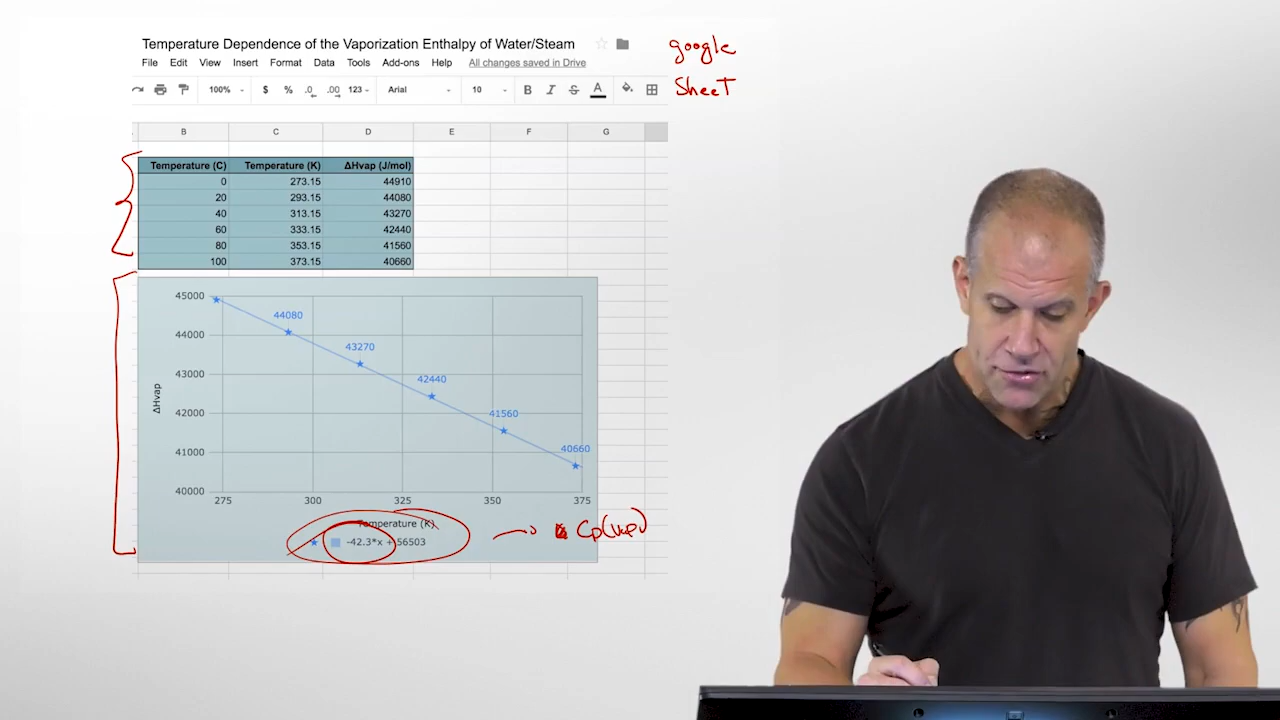 Temperature Dependence of the Vaporization Enthalpy of Water/Steam
google
SheeT
File Edit View Insert Format Data Tools Add-ons Help All changes saved in Drive
100% $ % .0 .00 123 Arial 10 B I S A
B C D E F G
Temperature (C) Temperature (K) ΔHvap (J/mol)
0 273.15 44910
20 293.15 44080
40 313.15 43270
60 333.15 42440
80 353.15 41560
100 373.15 40660
45000
44000
43000
42000
41000
40000
ΔHvap
44080
43270
42440
41560
40660
275 300 325 350 375
Temperature (K)
-42.3*x + 56503
Cp(vap)